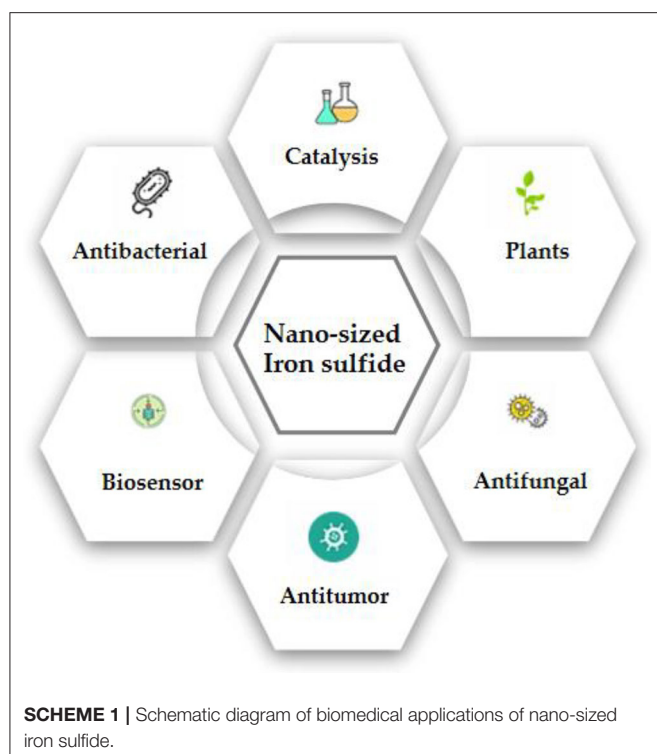 Catalysis
Antibacterial
Plants
Nano-sized
Iron sulfide
Biosensor
Antifungal
Antitumor
SCHEME 1 | Schematic diagram of biomedical applications of nano-sized
iron sulfide.